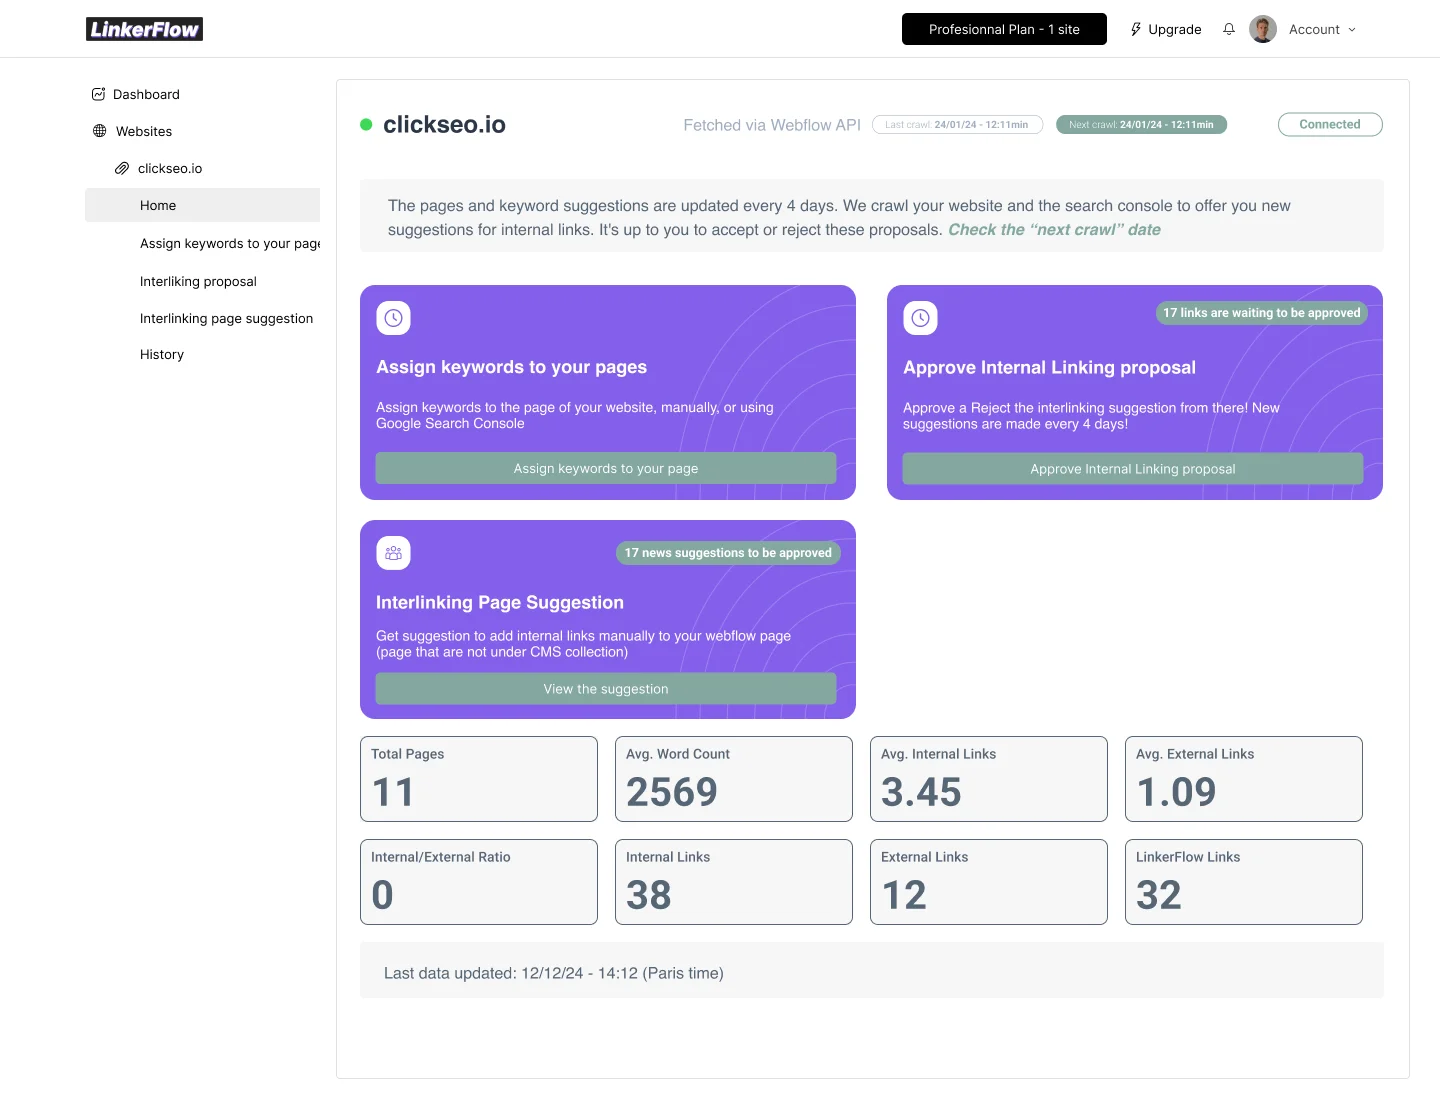 LinkerFlow
Profesionnal Plan - 1 site
Upgrade
Account
Dashboard
Websites
clickseo.io
Home
Assign keywords to your page
Interliking proposal
Interlinking page suggestion
History
clickseo.io
Fetched via Webflow API
Last crawl: 24/01/24 - 12:11min
Next crawl: 24/01/24 - 12:11min
Connected
The pages and keyword suggestions are updated every 4 days. We crawl your website and the search console to offer you new
suggestions for internal links. It's up to you to accept or reject these proposals. Check the “next crawl” date
Assign keywords to your pages
Assign keywords to the page of your website, manually, or using
Google Search Console
Assign keywords to your page
17 links are waiting to be approved
Approve Internal Linking proposal
Approve a Reject the interlinking suggestion from there! New
suggestions are made every 4 days!
Approve Internal Linking proposal
17 news suggestions to be approved
Interlinking Page Suggestion
Get suggestion to add internal links manually to your webflow page
(page that are not under CMS collection)
View the suggestion
Total Pages
11
Avg. Word Count
2569
Avg. Internal Links
3.45
Avg. External Links
1.09
Internal/External Ratio
0
Internal Links
38
External Links
12
LinkerFlow Links
32
Last data updated: 12/12/24 - 14:12 (Paris time)